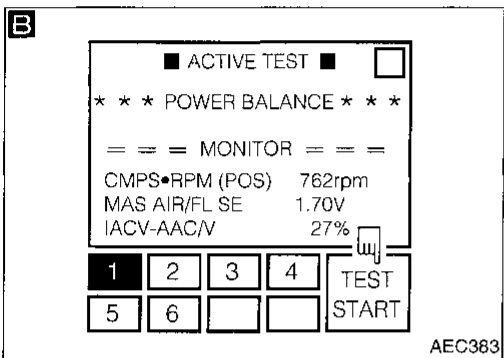 B
■ ACTIVE TEST ■
* * * POWER BALANCE * * *
= = = MONITOR = = =
CMPS•RPM (POS) 762rpm
MAS AIR/FL SE 1.70V
IACV-AAC/V 27%
1 2 3 4 TEST
5 6 START
AEC383